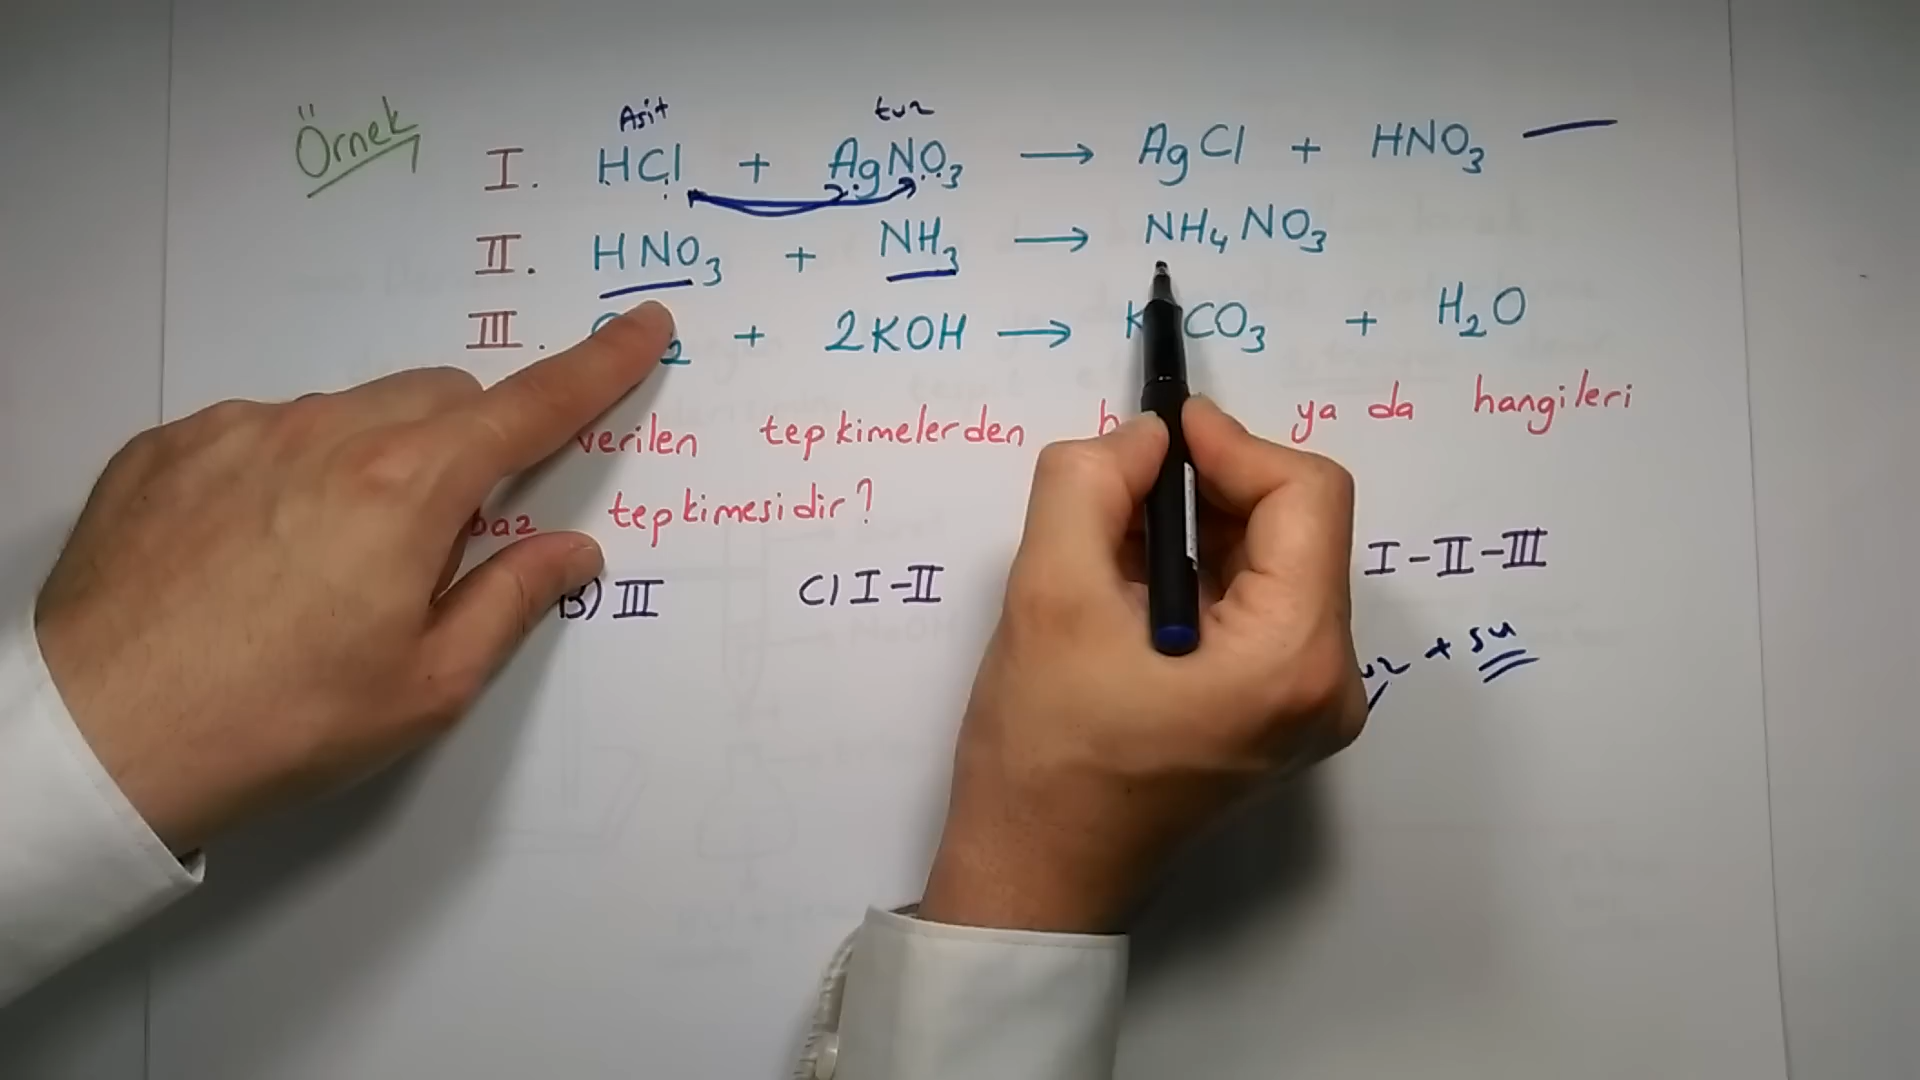 Örnek
Asit tuz
I. HCl + AgNO₃ → AgCl + HNO₃
II. HNO₃ + NH₃ → NH₄NO₃
III. + 2KOH → CO₃ + H₂O
verilen tepkimelerden ya da hangileri
baz tepkimesidir?
B) III C) I-II I-II-III
+ su